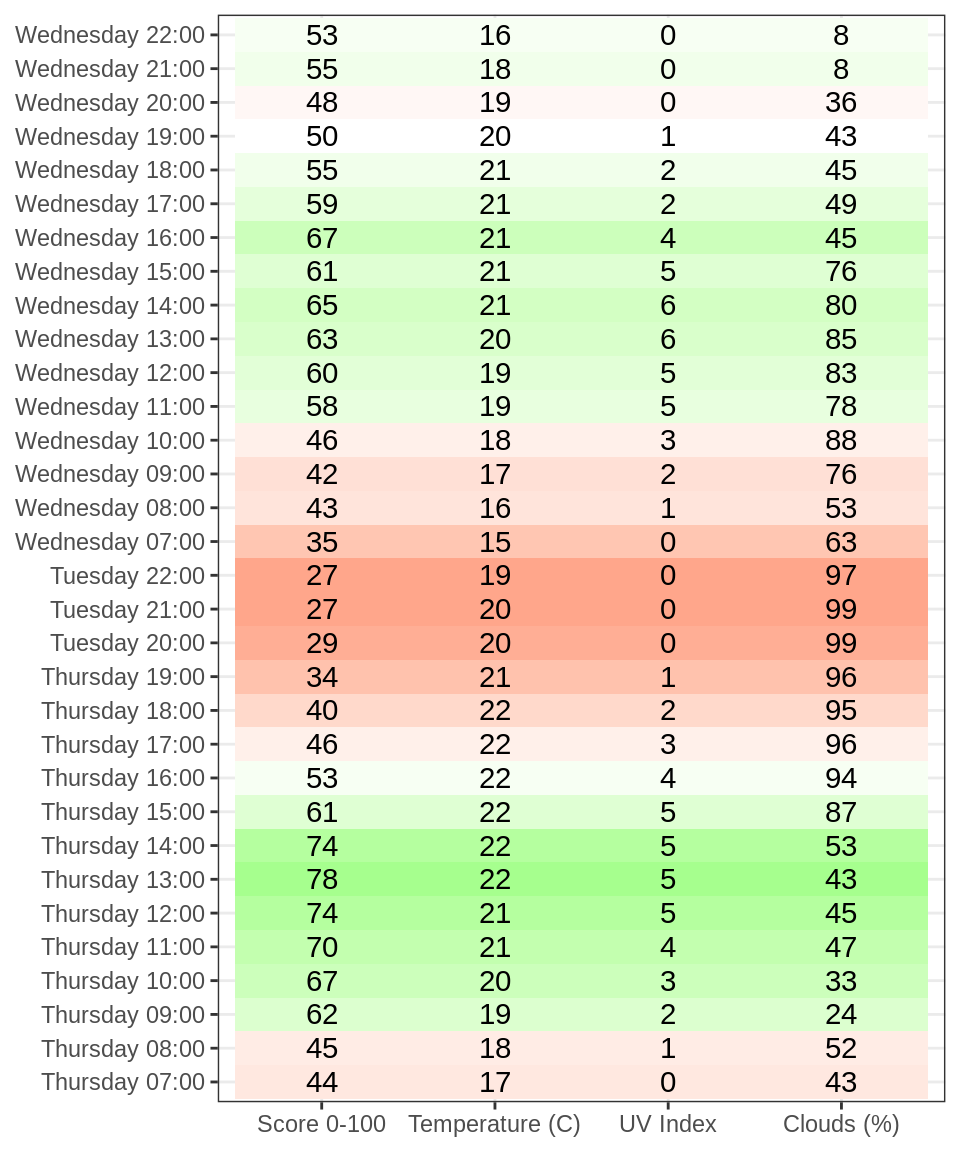 Wednesday 22:00 53 16 0 8
Wednesday 21:00 55 18 0 8
Wednesday 20:00 48 19 0 36
Wednesday 19:00 50 20 1 43
Wednesday 18:00 55 21 2 45
Wednesday 17:00 59 21 2 49
Wednesday 16:00 67 21 4 45
Wednesday 15:00 61 21 5 76
Wednesday 14:00 65 21 6 80
Wednesday 13:00 63 20 6 85
Wednesday 12:00 60 19 5 83
Wednesday 11:00 58 19 5 78
Wednesday 10:00 46 18 3 88
Wednesday 09:00 42 17 2 76
Wednesday 08:00 43 16 1 53
Wednesday 07:00 35 15 0 63
Tuesday 22:00 27 19 0 97
Tuesday 21:00 27 20 0 99
Tuesday 20:00 29 20 0 99
Thursday 19:00 34 21 1 96
Thursday 18:00 40 22 2 95
Thursday 17:00 46 22 3 96
Thursday 16:00 53 22 4 94
Thursday 15:00 61 22 5 87
Thursday 14:00 74 22 5 53
Thursday 13:00 78 22 5 43
Thursday 12:00 74 21 5 45
Thursday 11:00 70 21 4 47
Thursday 10:00 67 20 3 33
Thursday 09:00 62 19 2 24
Thursday 08:00 45 18 1 52
Thursday 07:00 44 17 0 43
Score 0-100 Temperature (C) UV Index Clouds (%)